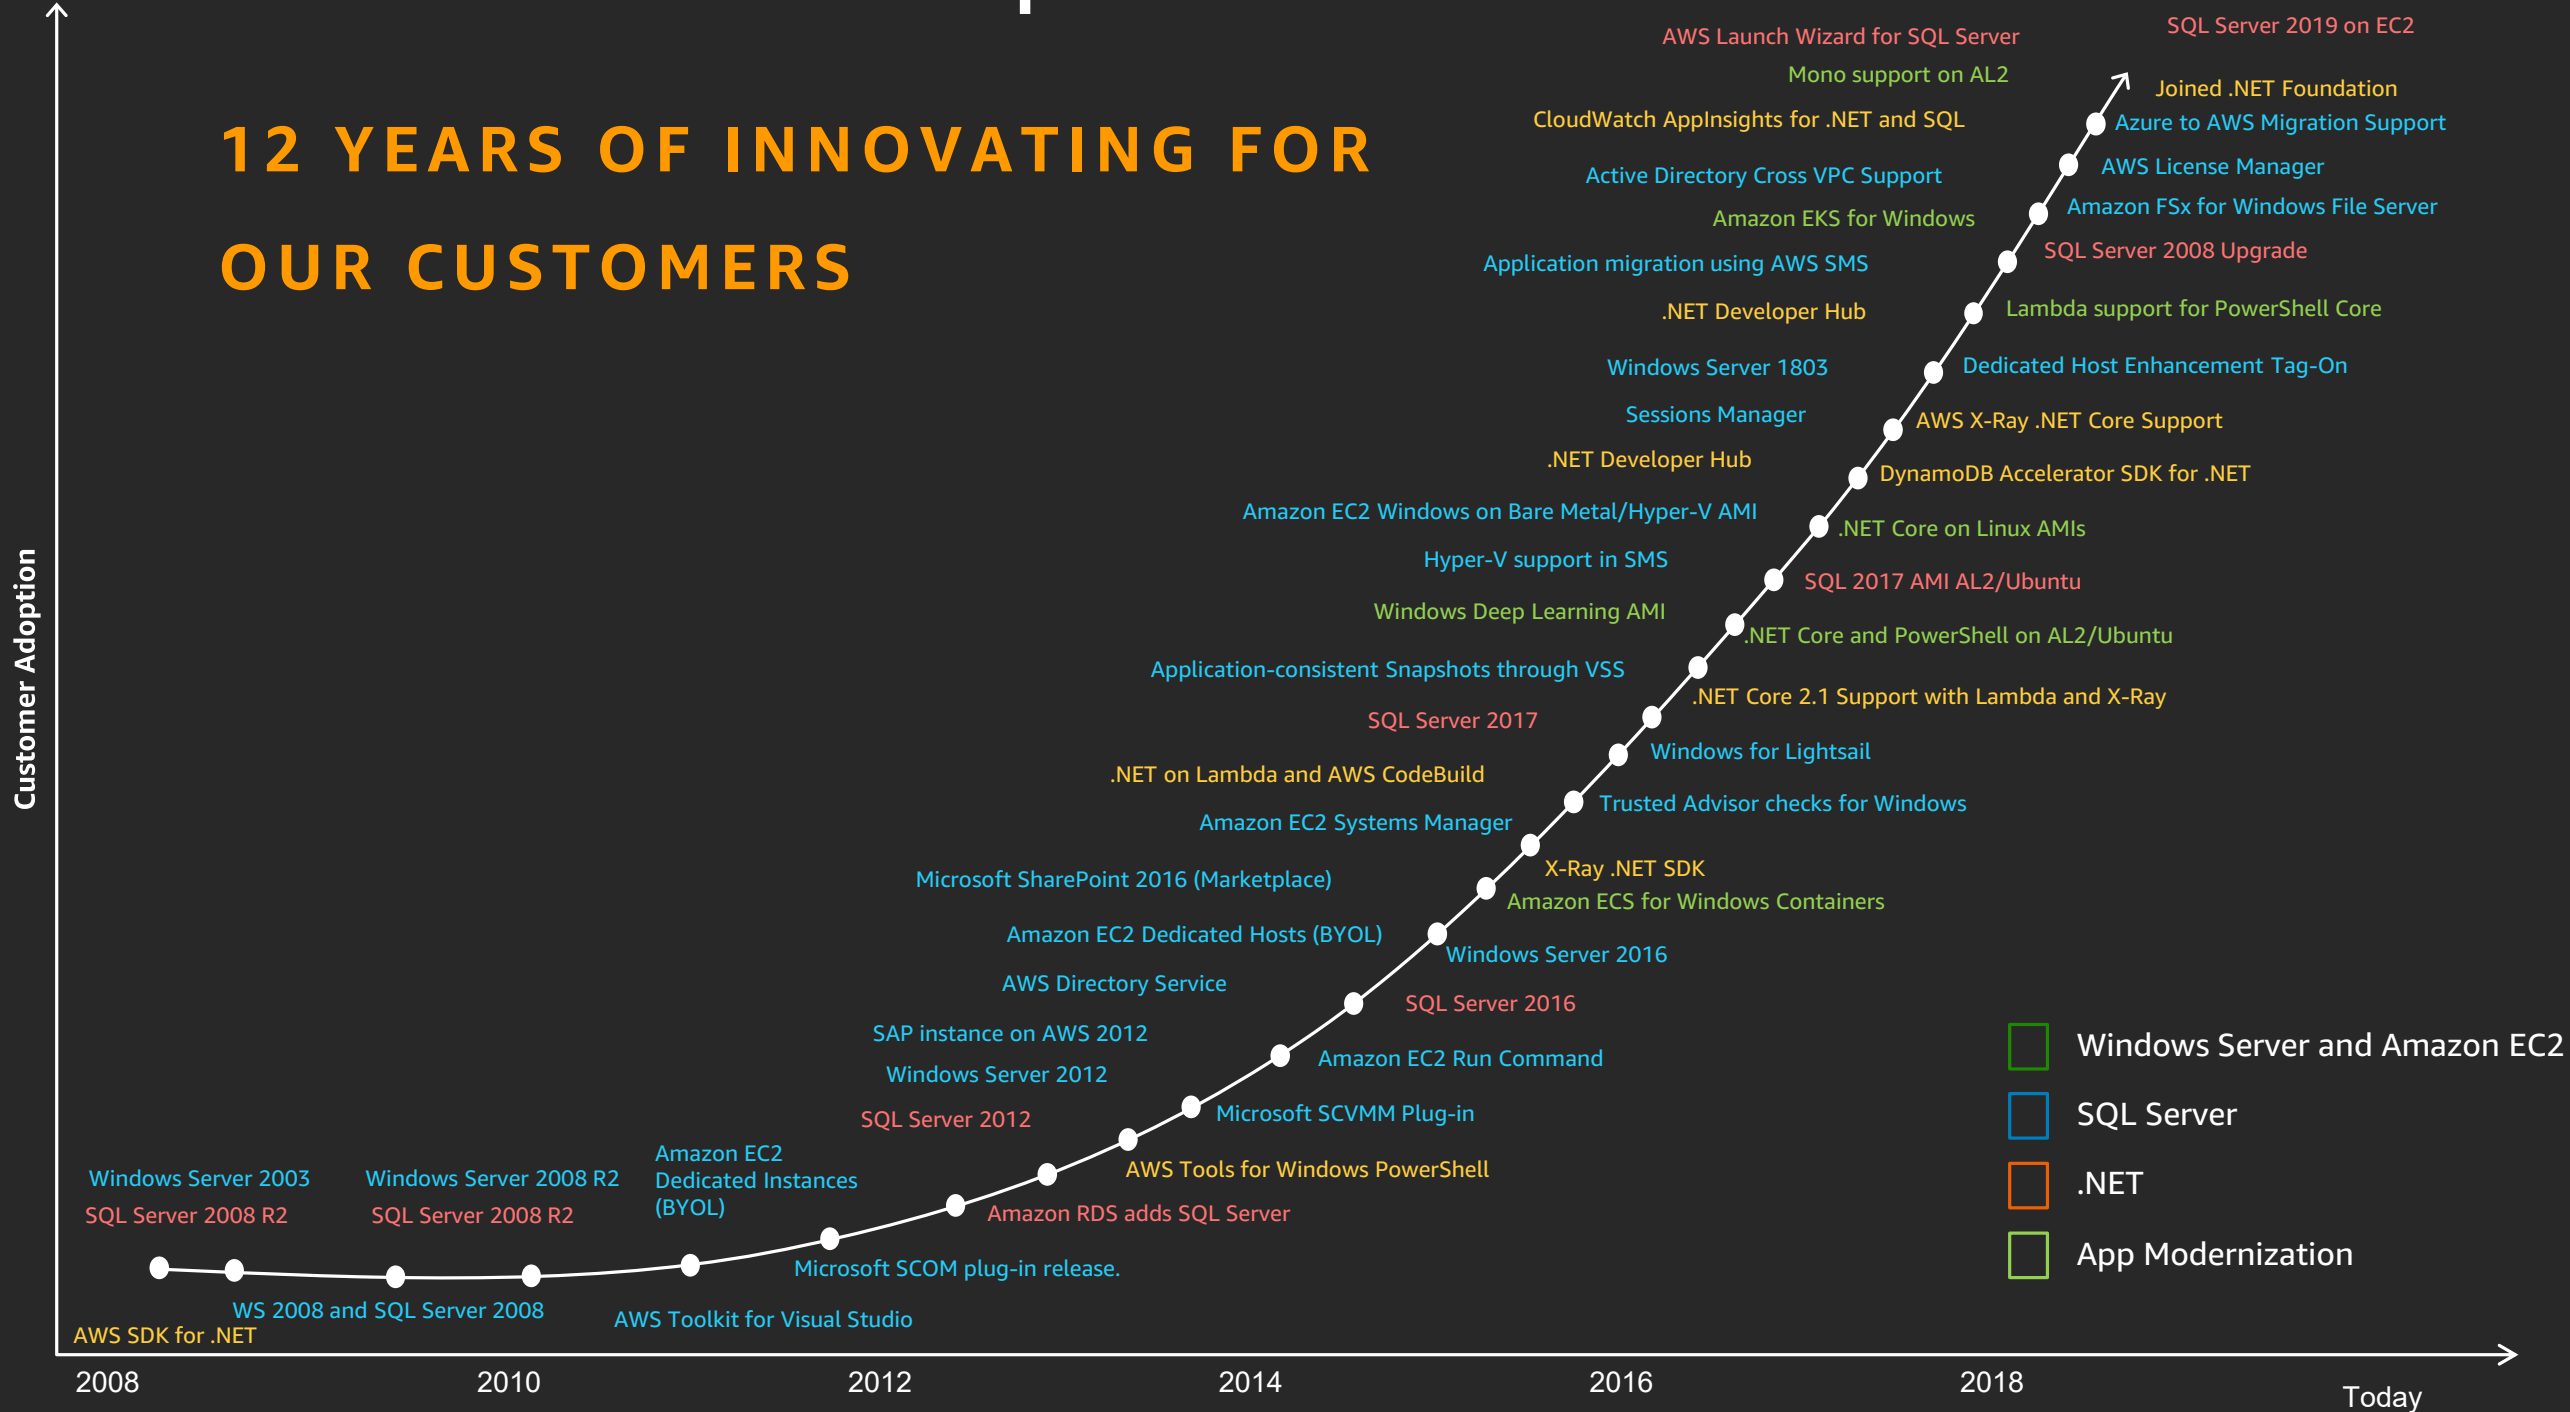 12 YEARS OF INNOVATING FOR
OUR CUSTOMERS
SQL Server 2019 on EC2
AWS Launch Wizard for SQL Server
Mono support on AL2
Joined .NET Foundation
CloudWatch AppInsights for .NET and SQL
Azure to AWS Migration Support
Active Directory Cross VPC Support
AWS License Manager
Amazon EKS for Windows
Amazon FSx for Windows File Server
Application migration using AWS SMS
SQL Server 2008 Upgrade
.NET Developer Hub
Lambda support for PowerShell Core
Windows Server 1803
Dedicated Host Enhancement Tag-On
Sessions Manager
AWS X-Ray .NET Core Support
.NET Developer Hub
DynamoDB Accelerator SDK for .NET
Amazon EC2 Windows on Bare Metal/Hyper-V AMI
.NET Core on Linux AMIs
Hyper-V support in SMS
SQL 2017 AMI AL2/Ubuntu
Windows Deep Learning AMI
.NET Core and PowerShell on AL2/Ubuntu
Application-consistent Snapshots through VSS
.NET Core 2.1 Support with Lambda and X-Ray
SQL Server 2017
Windows for Lightsail
.NET on Lambda and AWS CodeBuild
Trusted Advisor checks for Windows
Amazon EC2 Systems Manager
X-Ray .NET SDK
Microsoft SharePoint 2016 (Marketplace)
Amazon ECS for Windows Containers
Amazon EC2 Dedicated Hosts (BYOL)
Windows Server 2016
AWS Directory Service
SQL Server 2016
SAP instance on AWS 2012
Amazon EC2 Run Command
Windows Server 2012
Microsoft SCVMM Plug-in
SQL Server 2012
AWS Tools for Windows PowerShell
Amazon EC2
Dedicated Instances
(BYOL)
Amazon RDS adds SQL Server
Windows Server 2003
Windows Server 2008 R2
SQL Server 2008 R2
SQL Server 2008 R2
Microsoft SCOM plug-in release.
WS 2008 and SQL Server 2008
AWS Toolkit for Visual Studio
AWS SDK for .NET
Customer Adoption
Windows Server and Amazon EC2
SQL Server
.NET
App Modernization
2008
2010
2012
2014
2016
2018
Today